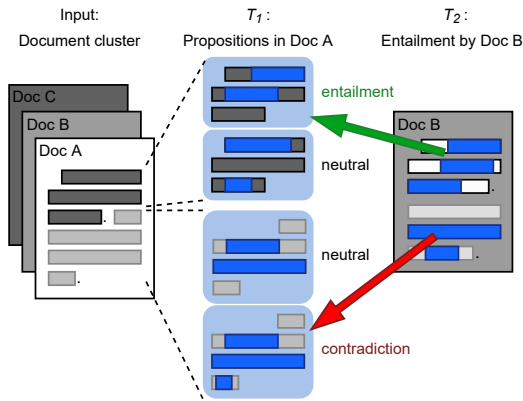 Input:
Document cluster
T1:
Propositions in Doc A
T2:
Entailment by Doc B
Doc C
Doc B
Doc A
.
.
entailment
neutral
neutral
contradiction
Doc B
.
.